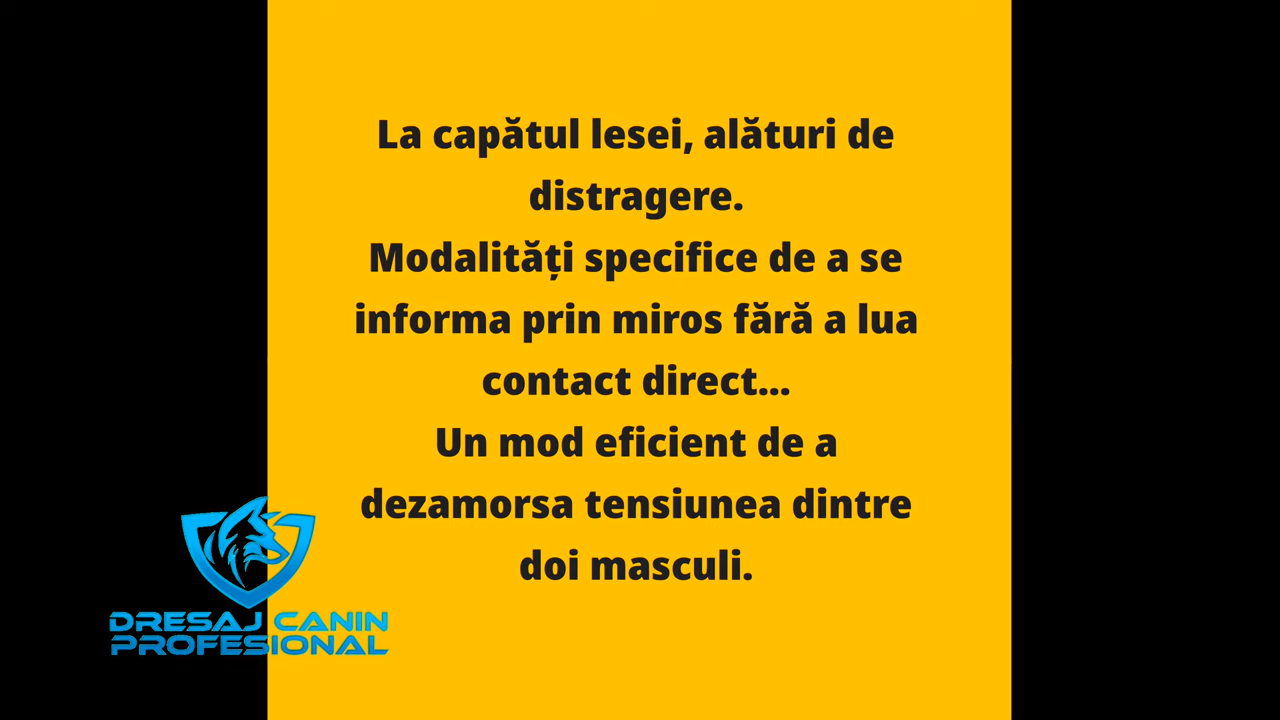 La capătul lesei, alături de
distragere.
Modalități specifice de a se
informa prin miros fără a lua
contact direct...
Un mod eficient de a
dezamorsa tensiunea dintre
doi masculi.
DRESAJ CANIN
PROFESIONAL